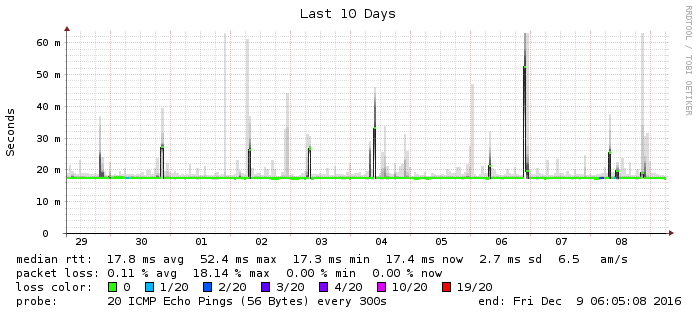 Last 10 Days
RRDTOOL / TOBI OETIKER
Seconds
60 m
50 m
40 m
30 m
20 m
10 m
0
29 30 01 02 03 04 05 06 07 08
median rtt: 17.8 ms avg 52.4 ms max 17.3 ms min 17.4 ms now 2.7 ms sd 6.5 am/s
packet loss: 0.11 % avg 18.14 % max 0.00 % min 0.00 % now
loss color: 0 1/20 2/20 3/20 4/20 10/20 19/20
probe: 20 ICMP Echo Pings (56 Bytes) every 300s end: Fri Dec 9 06:05:08 2016